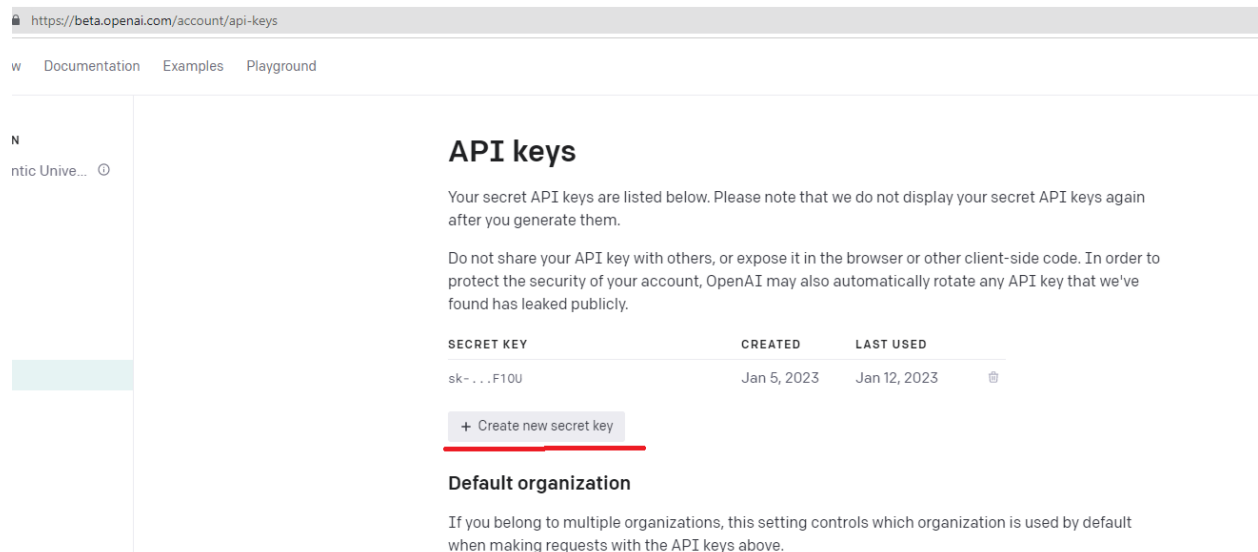 https://beta.openai.com/account/api-keys
w Documentation Examples Playground
N
ntic Unive...
API keys
Your secret API keys are listed below. Please note that we do not display your secret API keys again
after you generate them.
Do not share your API key with others, or expose it in the browser or other client-side code. In order to
protect the security of your account, OpenAI may also automatically rotate any API key that we've
found has leaked publicly.
SECRET KEY CREATED LAST USED
sk-...F10U Jan 5, 2023 Jan 12, 2023
+ Create new secret key
Default organization
If you belong to multiple organizations, this setting controls which organization is used by default
when making requests with the API keys above.